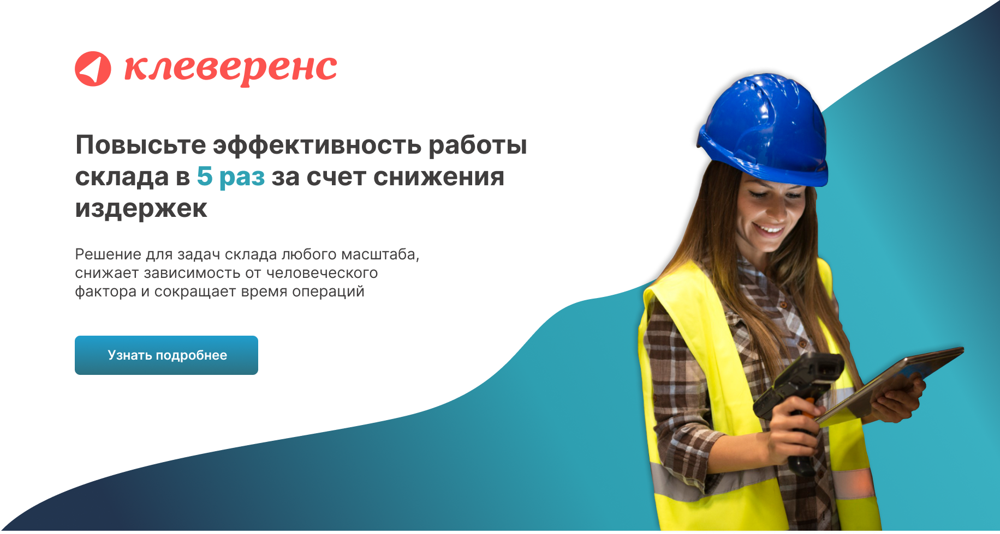 клеверенс
Повысьте эффективность работы
склада в 5 раз за счет снижения
издержек
Решение для задач склада любого масштаба,
снижает зависимость от человеческого
фактора и сокращает время операций
Узнать подробнее